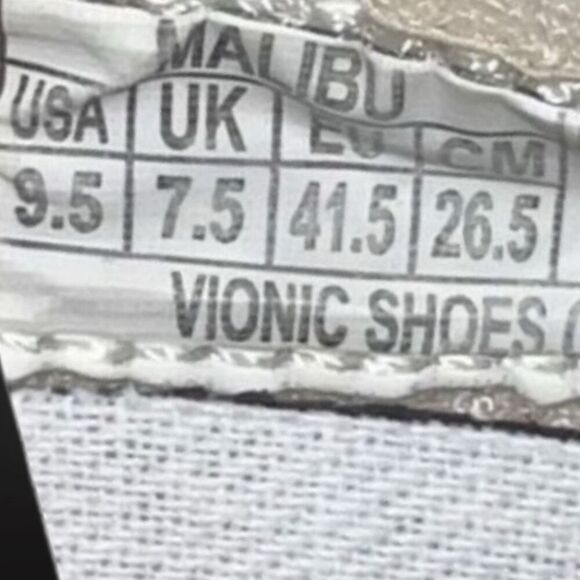 MALIBU
USA UK EU CM
9.5 7.5 41.5 26.5
VIONIC SHOES (